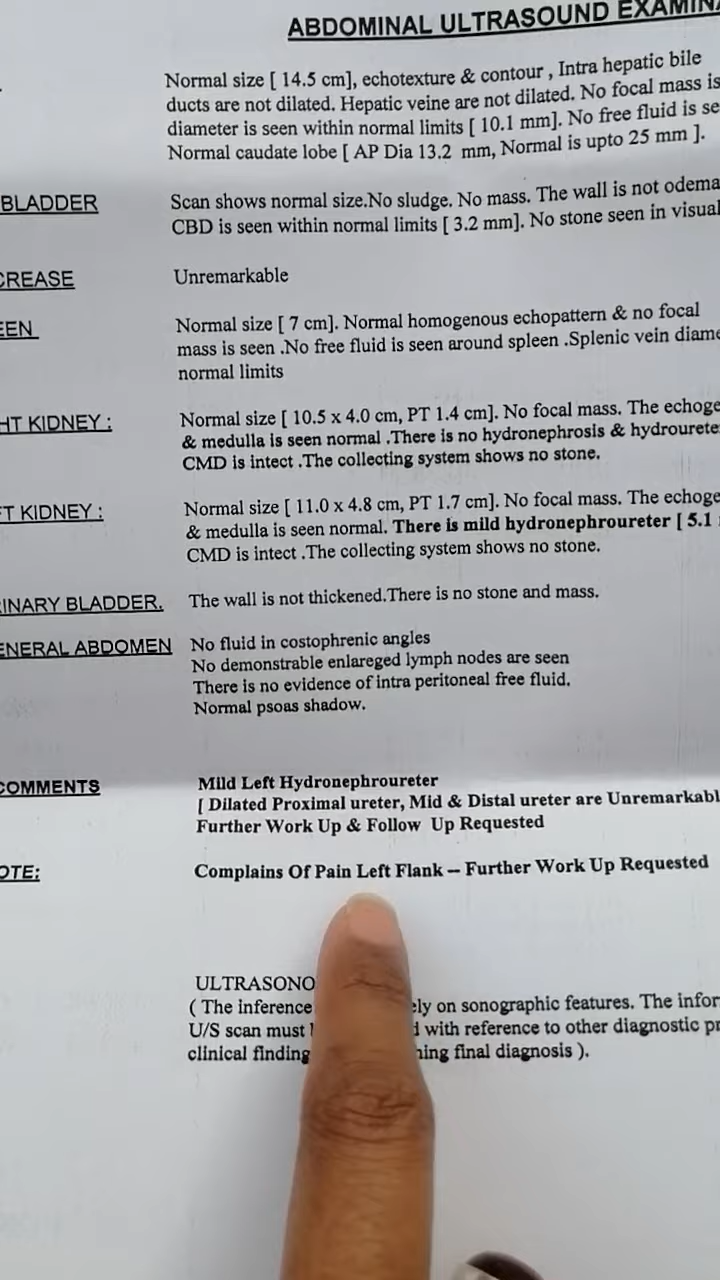 ABDOMINAL ULTRASOUND EXAMINA
Normal size [ 14.5 cm], echotexture & contour , Intra hepatic bile
ducts are not dilated. Hepatic veine are not dilated. No focal mass is
diameter is seen within normal limits [ 10.1 mm]. No free fluid is se
Normal caudate lobe [ AP Dia 13.2 mm, Normal is upto 25 mm ].
BLADDER Scan shows normal size.No sludge. No mass. The wall is not odema
CBD is seen within normal limits [ 3.2 mm]. No stone seen in visual
CREASE Unremarkable
EEN Normal size [ 7 cm]. Normal homogenous echopattern & no focal
mass is seen .No free fluid is seen around spleen .Splenic vein diame
normal limits
HT KIDNEY : Normal size [ 10.5 x 4.0 cm, PT 1.4 cm]. No focal mass. The echoge
& medulla is seen normal .There is no hydronephrosis & hydrourete
CMD is intect .The collecting system shows no stone.
FT KIDNEY : Normal size [ 11.0 x 4.8 cm, PT 1.7 cm]. No focal mass. The echoge
& medulla is seen normal. There is mild hydronephroureter [ 5.1
CMD is intect .The collecting system shows no stone.
RINARY BLADDER. The wall is not thickened.There is no stone and mass.
ENERAL ABDOMEN No fluid in costophrenic angles
No demonstrable enlareged lymph nodes are seen
There is no evidence of intra peritoneal free fluid.
Normal psoas shadow.
COMMENTS Mild Left Hydronephroureter
[ Dilated Proximal ureter, Mid & Distal ureter are Unremarkabl
Further Work Up & Follow Up Requested
OTE: Complains Of Pain Left Flank – Further Work Up Requested
ULTRASONO
( The inference ely on sonographic features. The infor
U/S scan must d with reference to other diagnostic pr
clinical finding hing final diagnosis ).